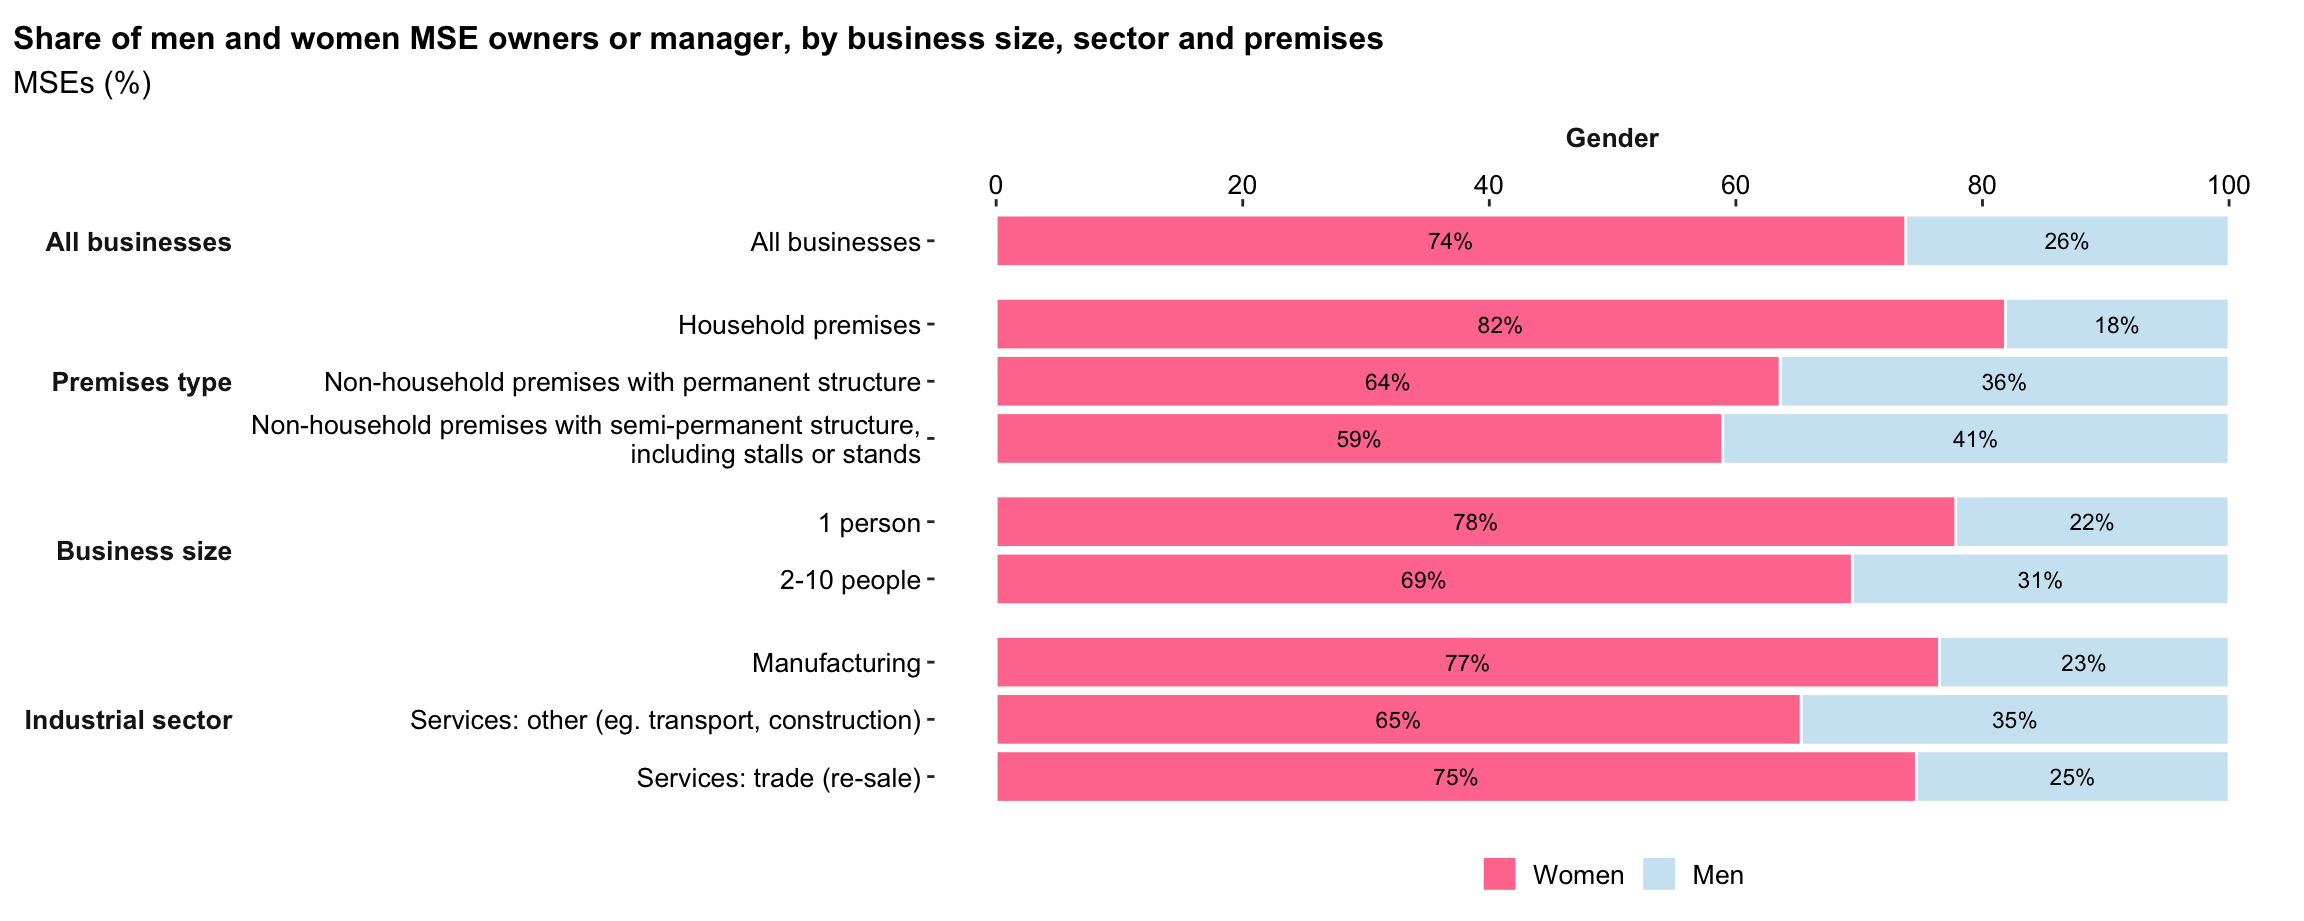 Share of men and women MSE owners or manager, by business size, sector and premises
MSEs (%)
Gender
0 20 40 60 80 100
All businesses All businesses 74% 26%
Household premises 82% 18%
Premises type Non-household premises with permanent structure 64% 36%
Non-household premises with semi-permanent structure,
including stalls or stands 59% 41%
1 person 78% 22%
Business size
2-10 people 69% 31%
Manufacturing 77% 23%
Industrial sector Services: other (eg. transport, construction) 65% 35%
Services: trade (re-sale) 75% 25%
Women Men